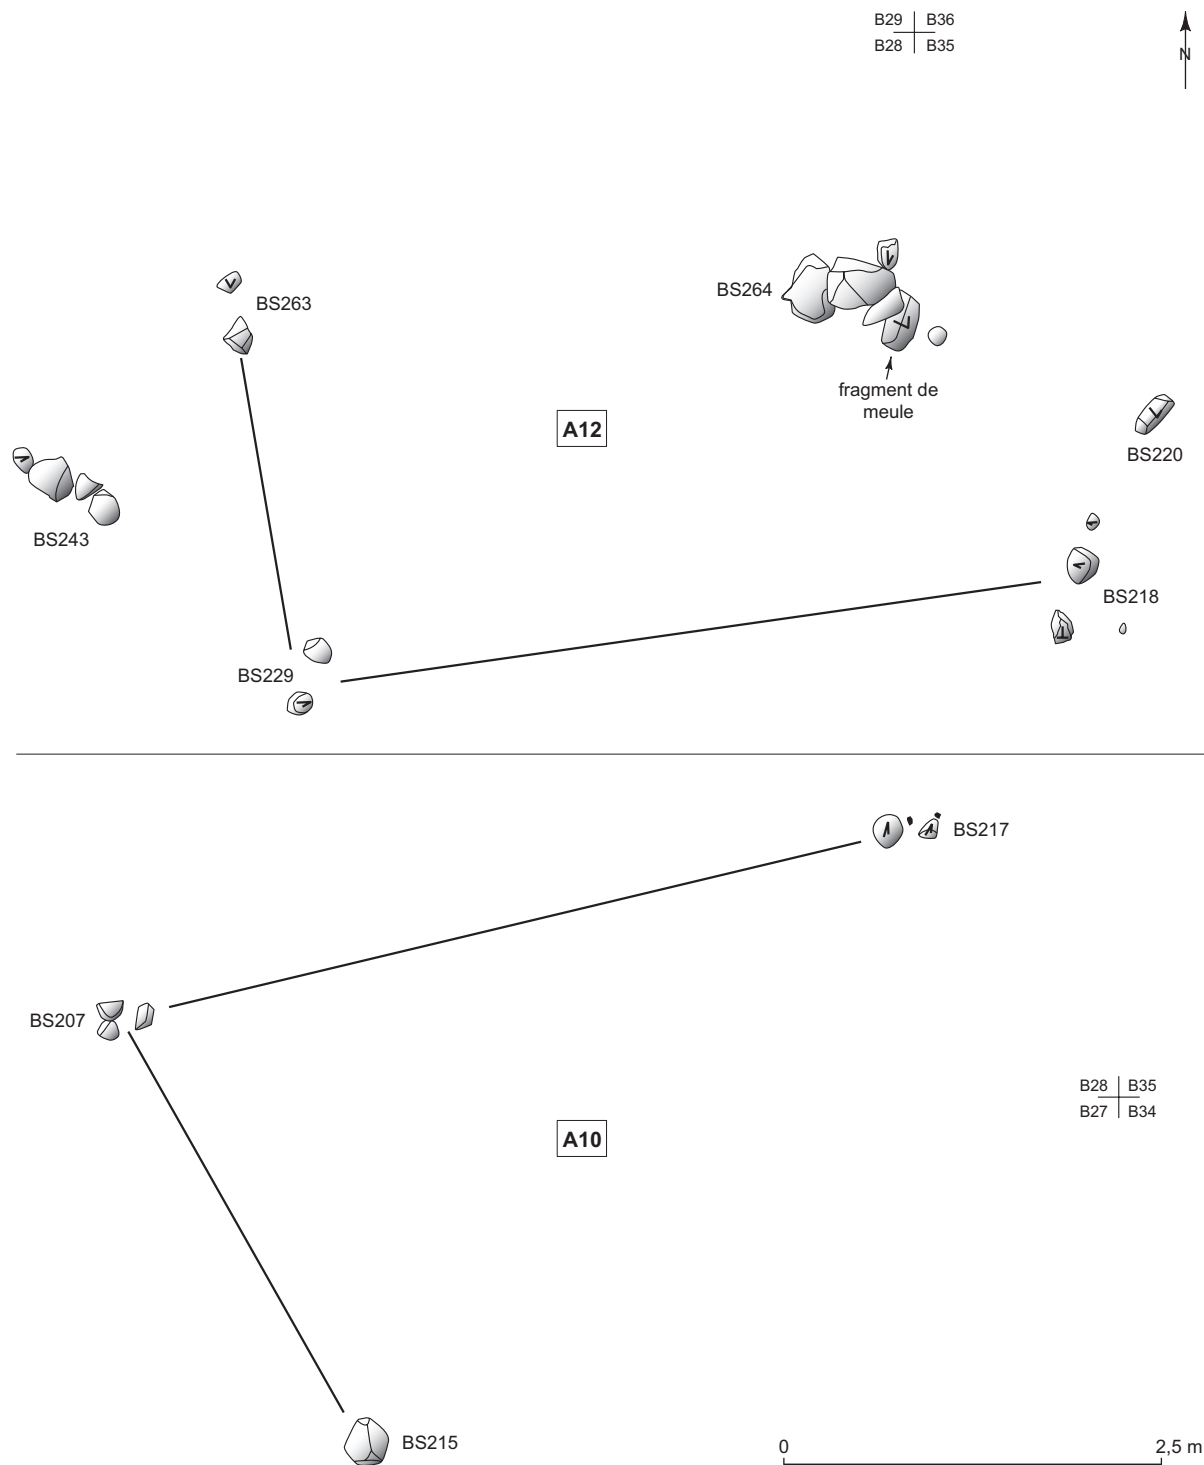 B29 B36
B28 B35
N
BS263
BS264
fragment de
meule
A12
BS220
BS243
BS218
BS229
BS217
BS207
B28 B35
B27 B34
A10
BS215
0 2,5 m